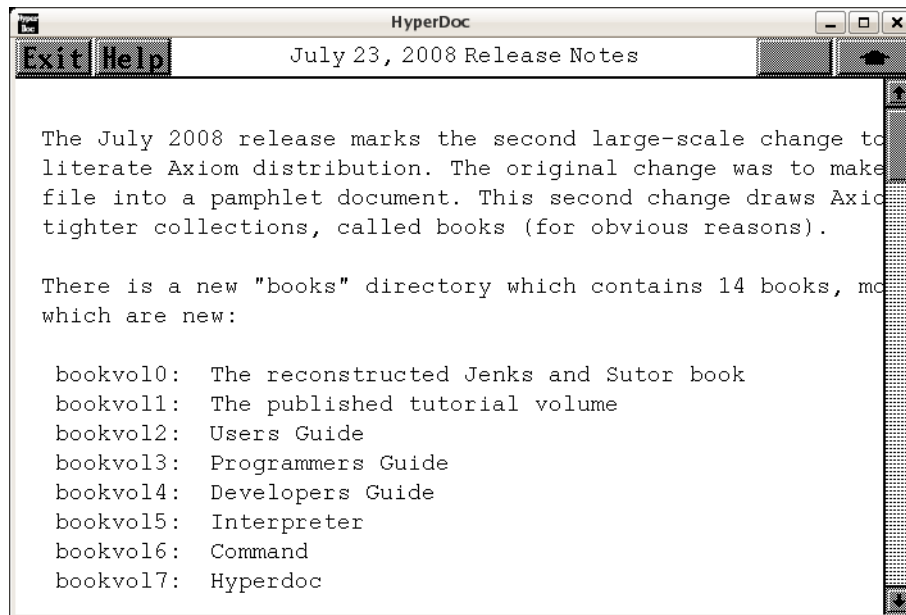 Hyper Doc
HyperDoc
Exit Help July 23, 2008 Release Notes
The July 2008 release marks the second large-scale change to
literate Axiom distribution. The original change was to make
file into a pamphlet document. This second change draws Axio
tighter collections, called books (for obvious reasons).
There is a new "books" directory which contains 14 books, mo
which are new:
bookvol0: The reconstructed Jenks and Sutor book
bookvol1: The published tutorial volume
bookvol2: Users Guide
bookvol3: Programmers Guide
bookvol4: Developers Guide
bookvol5: Interpreter
bookvol6: Command
bookvol7: Hyperdoc